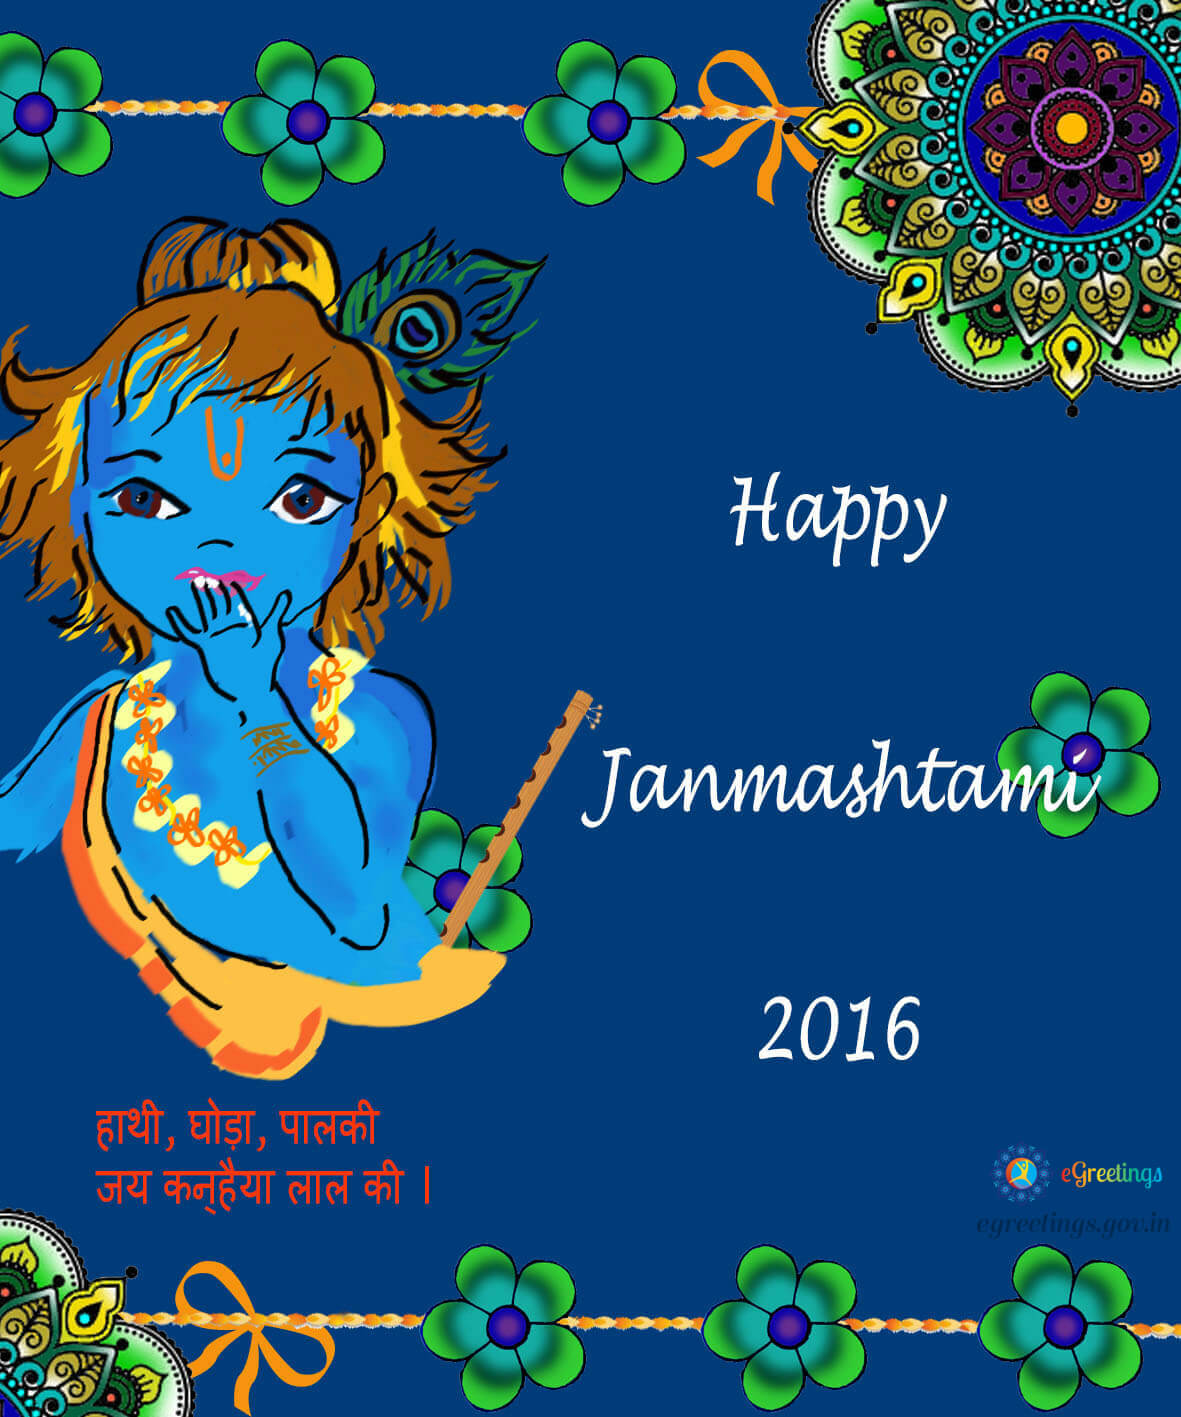 Happy
Janmashtami
2016
हाथी, घोड़ा, पालकी
जय कन्‌हैया लाल की ।
eGreetings
egreetings.gov.in